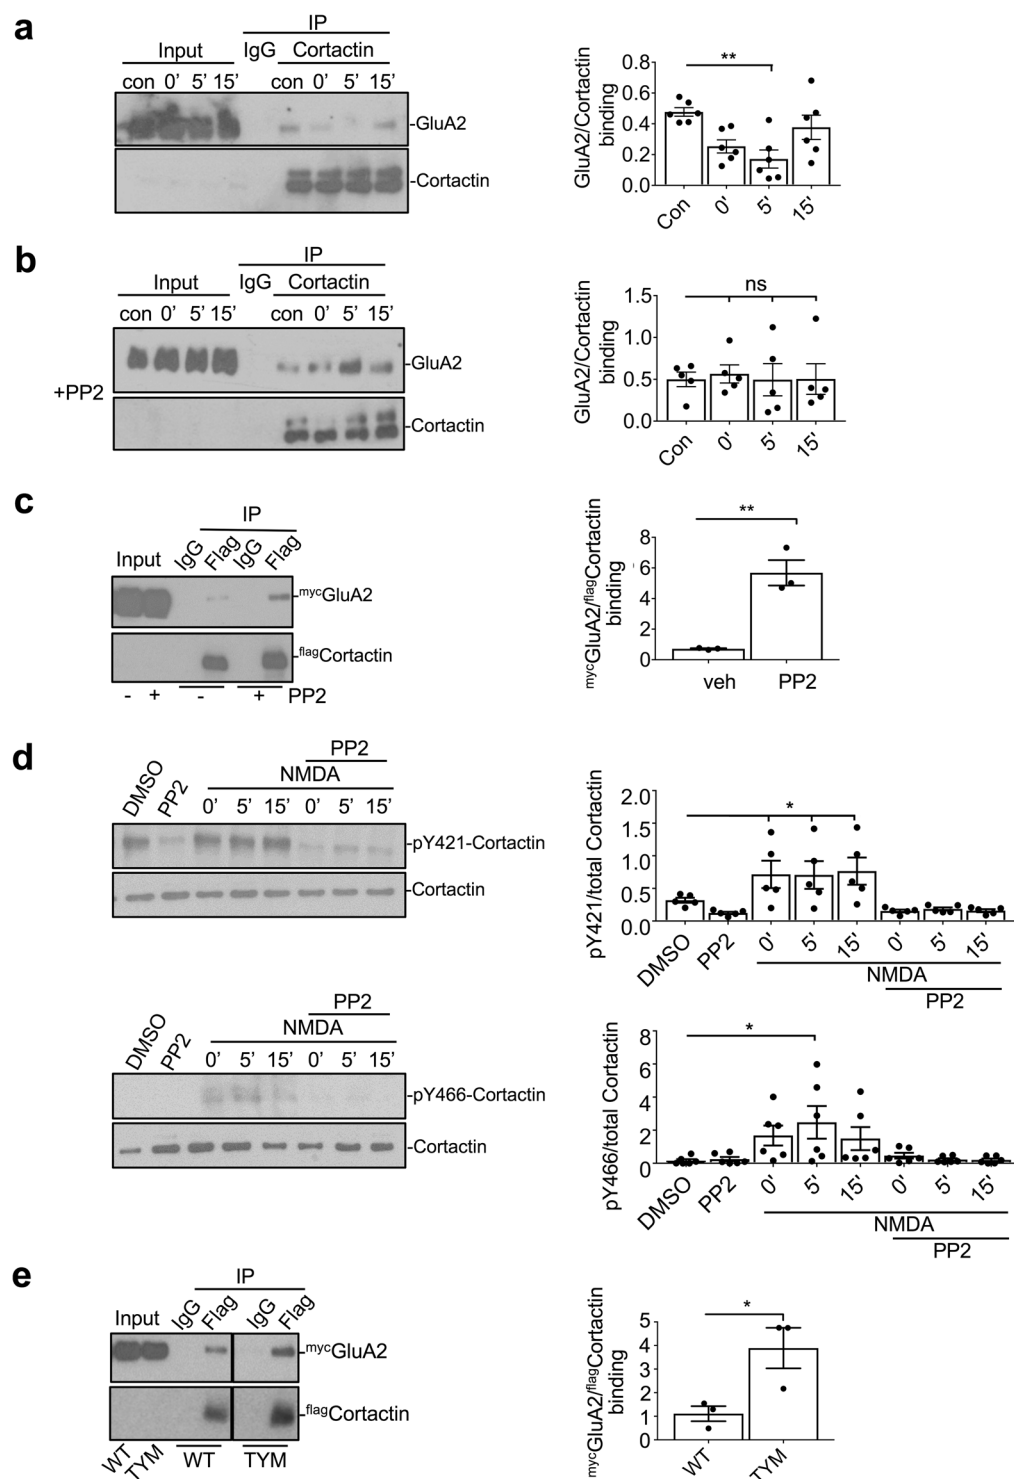 a
IP
Input IgG Cortactin
con 0' 5' 15' con 0' 5' 15'
-GluA2
-Cortactin
GluA2/Cortactin
binding
0.8
0.6
0.4
0.2
0.0
**
Con 0' 5' 15'
b
IP
Input IgG Cortactin
con 0' 5' 15' con 0' 5' 15'
+PP2
-GluA2
-Cortactin
GluA2/Cortactin
binding
1.5
1.0
0.5
0.0
ns
Con 0' 5' 15'
c
IP
Input IgG Flag IgG Flag
mycGluA2
flagCortactin
- + - + PP2
mycGluA2/flagCortactin
binding
8
6
4
2
0
**
veh PP2
d
PP2
NMDA
DMSO PP2 0' 5' 15' 0' 5' 15'
-pY421-Cortactin
-Cortactin
pY421/total Cortactin
2.0
1.5
1.0
0.5
0.0
*
DMSO PP2 0' 5' 15' 0' 5' 15'
NMDA
PP2
PP2
NMDA
DMSO PP2 0' 5' 15' 0' 5' 15'
-pY466-Cortactin
-Cortactin
pY466/total Cortactin
8
6
4
2
0
*
DMSO PP2 0' 5' 15' 0' 5' 15'
NMDA
PP2
e
IP
Input IgG Flag IgG Flag
mycGluA2
flagCortactin
WT TYM WT TYM
mycGluA2/flagCortactin
binding
5
4
3
2
1
0
*
WT TYM